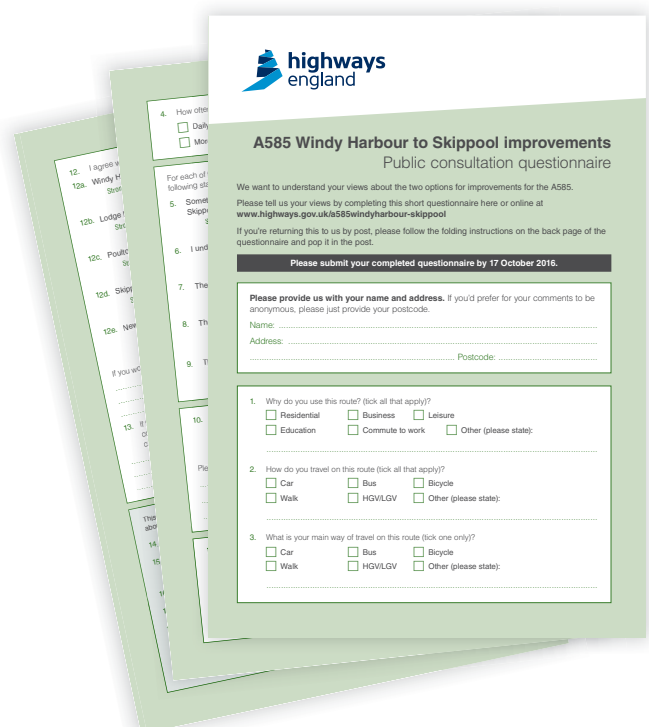 highways
england
A585 Windy Harbour to Skippool improvements
Public consultation questionnaire
We want to understand your views about the two options for improvements for the A585.
Please tell us your views by completing this short questionnaire here or online at
www.highways.gov.uk/a585windyharbour-skippool
If you're returning this to us by post, please follow the folding instructions on the back page of the
questionnaire and pop it in the post.
Please submit your completed questionnaire by 17 October 2016.
Please provide us with your name and address. If you'd prefer for your comments to be
anonymous, please just provide your postcode.
Name:
Address:
Postcode:
1. Why do you use this route? (tick all that apply)?
Residential Business Leisure
Education Commute to work Other (please state):
2. How do you travel on this route (tick all that apply)?
Car Bus Bicycle
Walk HGV/LGV Other (please state):
3. What is your main way of travel on this route (tick one only)?
Car Bus Bicycle
Walk HGV/LGV Other (please state):
4. How often
Daily
For each of
following
5.
6. I
7. The
8.
9.
10.
12. I agree
12a. Windy
12b. Lodge
12c.
12d.
12e. New
If you
13.
This
14.
15.